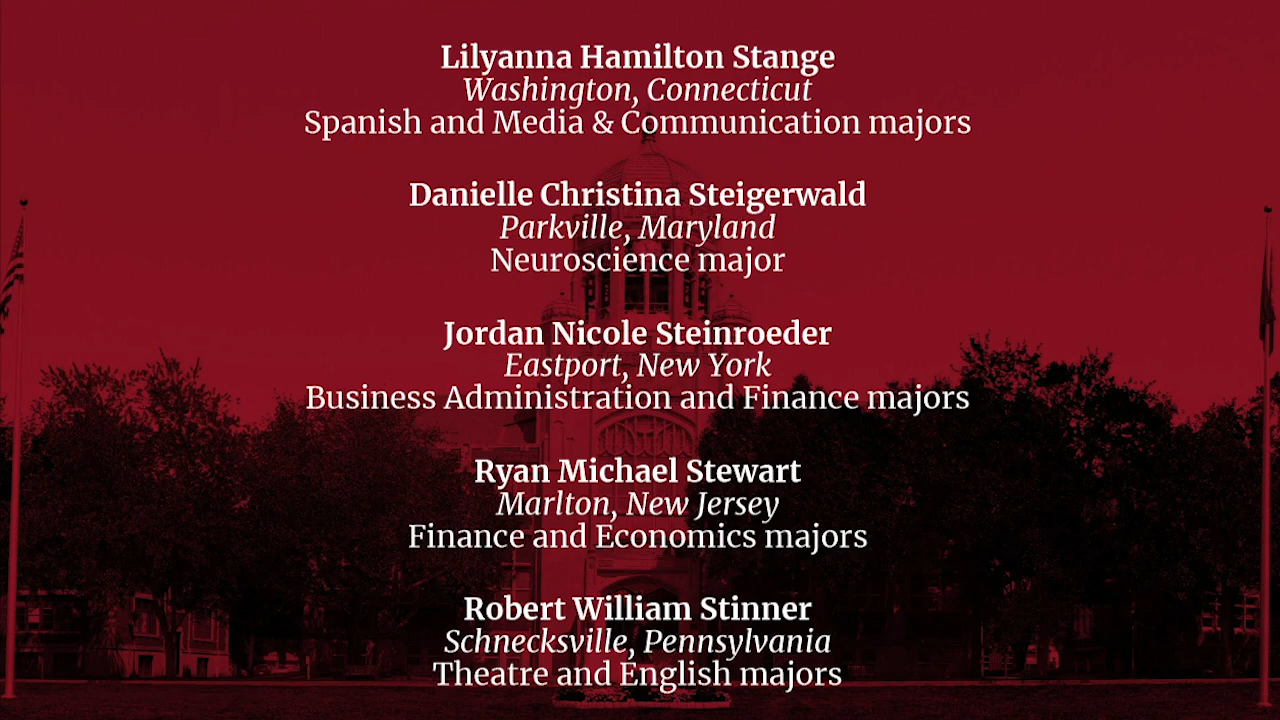 Lilyanna Hamilton Stange
Washington, Connecticut
Spanish and Media & Communication majors
Danielle Christina Steigerwald
Parkville, Maryland
Neuroscience major
Jordan Nicole Steinroeder
Eastport, New York
Business Administration and Finance majors
Ryan Michael Stewart
Marlton, New Jersey
Finance and Economics majors
Robert William Stinner
Schnecksville, Pennsylvania
Theatre and English majors